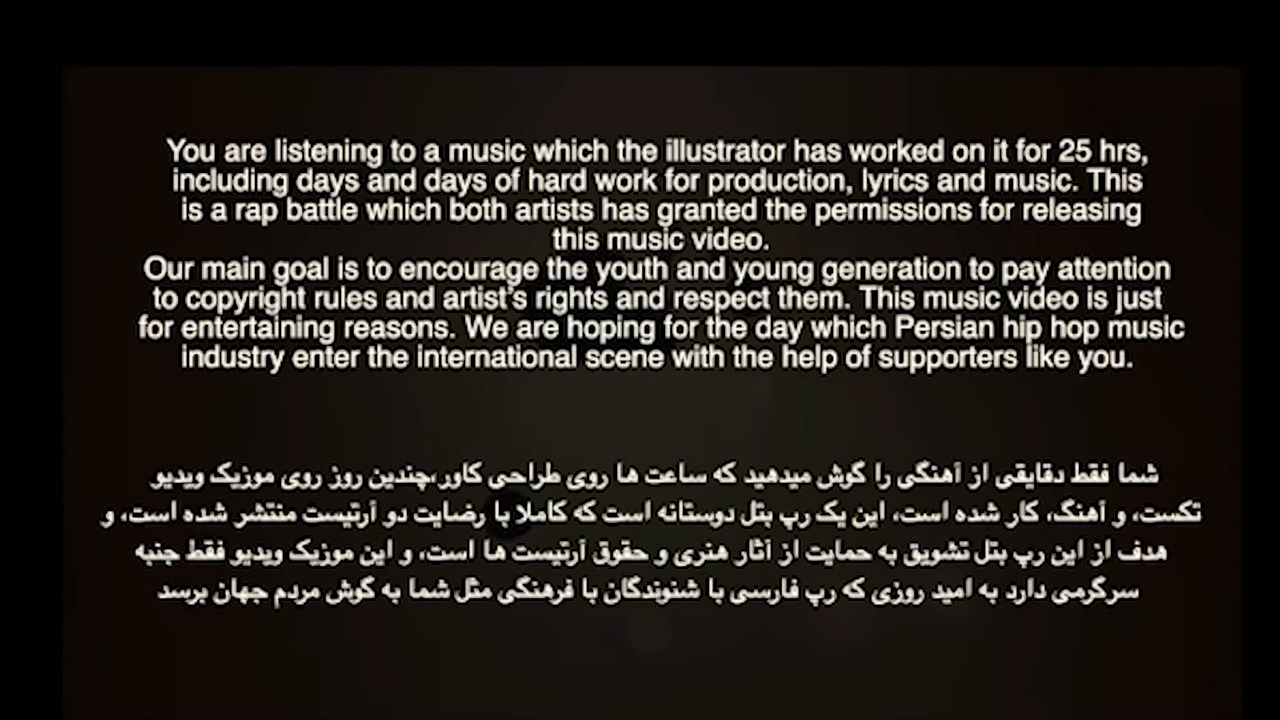 You are listening to a music which the illustrator has worked on it for 25 hrs,
including days and days of hard work for production, lyrics and music. This
is a rap battle which both artists has granted the permissions for releasing
this music video.
Our main goal is to encourage the youth and young generation to pay attention
to copyright rules and artist's rights and respect them. This music video is just
for entertaining reasons. We are hoping for the day which Persian hip hop music
industry enter the international scene with the help of supporters like you.
شما فقط دقایقی از آهنگی را گوش میدهید که ساعت ها روی طراحی کاور،چندین روز روی موزیک ویدیو
تکست، و آهنگ، کار شده است، این یک رپ بتل دوستانه است که کاملا با رضایت دو آرتیست منتشر شده است، و
هدف از این رپ بتل تشویق به حمایت از آثار هنری و حقوق آرتیست ها است، و این موزیک ویدیو فقط جنبه
سرگرمی دارد به امید روزی که رپ فارسی با شنوندگان با فرهنگی مثل شما به گوش مردم جهان برسد